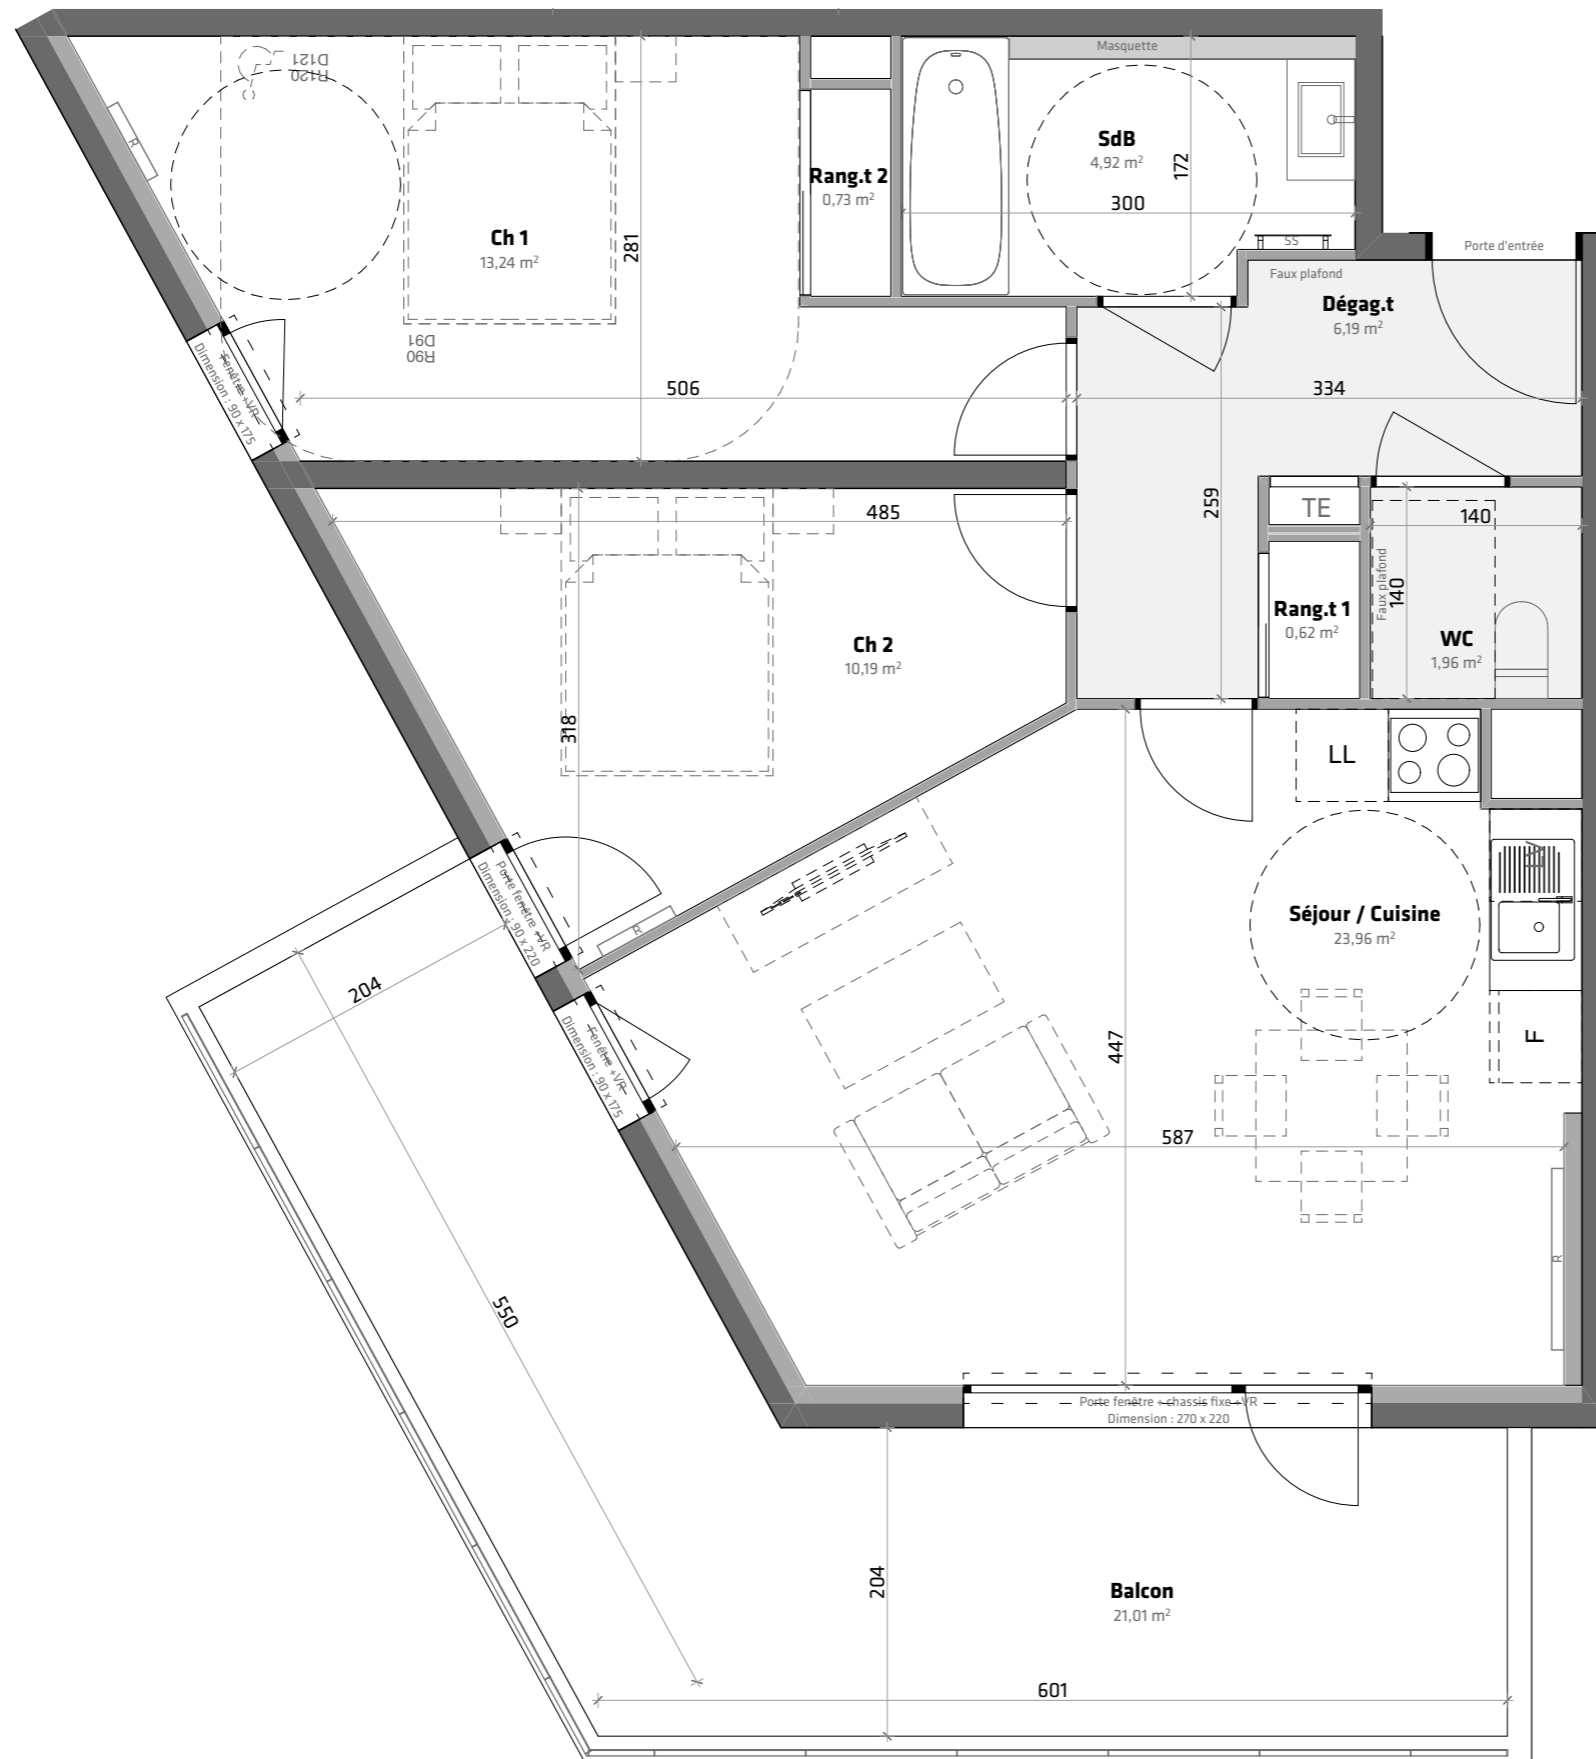 Masquette
D121
R120
R
SdB
4,92 m²
172
Rang.t 2
0,73 m²
300
Ch 1
13,24 m²
281
SS
Porte d'entrée
Faux plafond
Dégag.t
6,19 m²
D91
R90
Fenêtre +VR
Dimension : 90 x 175
506
334
485
259
TE
140
Faux plafond
140
Rang.t 1
0,62 m²
WC
1,96 m²
Ch 2
10,19 m²
318
LL
LV
Porte fenêtre +VR
Dimension : 90 x 220
R
Séjour / Cuisine
23,96 m²
204
Fenêtre +VR
Dimension : 90 x 175
447
F
587
R
550
Porte fenêtre + chassis fixe +VR
Dimension : 270 x 220
204
Balcon
21,01 m²
601